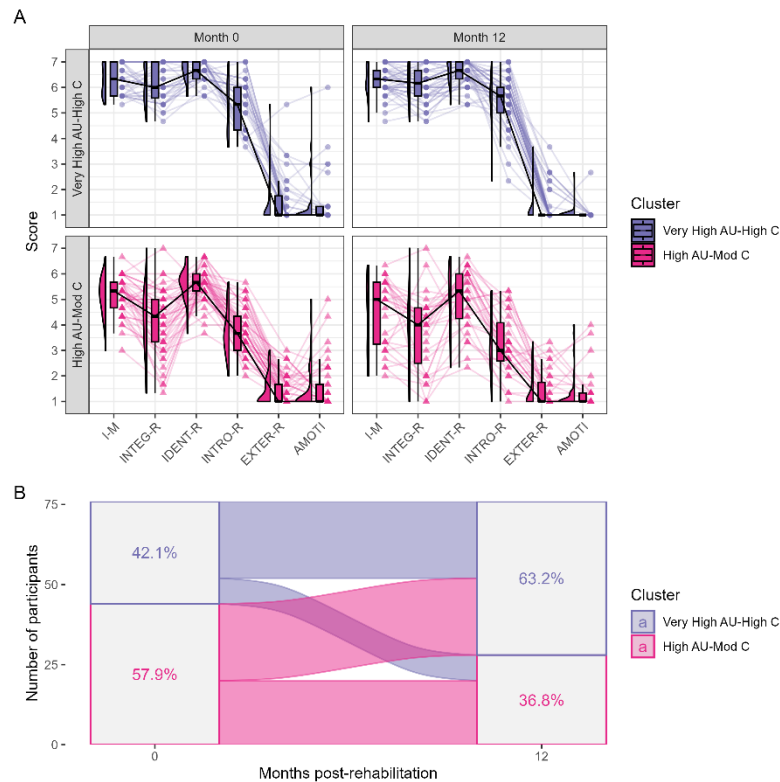 A
Month 0
Month 12
Very High AU-High C
7
6
5
4
3
2
1
High AU-Mod C
7
6
5
4
3
2
1
Score
I-M
INTEG-R
IDENT-R
INTRO-R
EXTER-R
AMOTI
I-M
INTEG-R
IDENT-R
INTRO-R
EXTER-R
AMOTI
Cluster
Very High AU-High C
High AU-Mod C
B
75
50
25
0
Number of participants
42.1%
57.9%
63.2%
36.8%
0
12
Months post-rehabilitation
Cluster
a Very High AU-High C
a High AU-Mod C